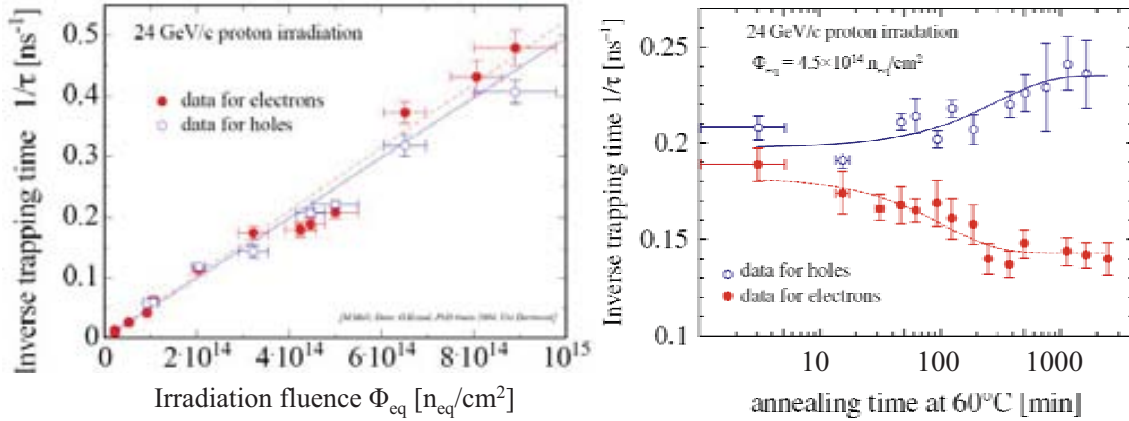 Inverse trapping time 1/τ [ns⁻¹]
0.5
0.4
0.3
0.2
0.1
0
24 GeV/c proton irradiation
data for electrons
data for holes
0
2·10¹⁴
4·10¹⁴
6·10¹⁴
8·10¹⁴
10¹⁵
Irradiation fluence Φeq [neq/cm²]
Inverse trapping time 1/τ [ns⁻¹]
0.25
0.2
0.15
0.1
24 GeV/c proton irradiation
Φeq = 4.5×10¹⁴ neq/cm²
data for holes
data for electrons
10
100
1000
annealing time at 60°C [min]